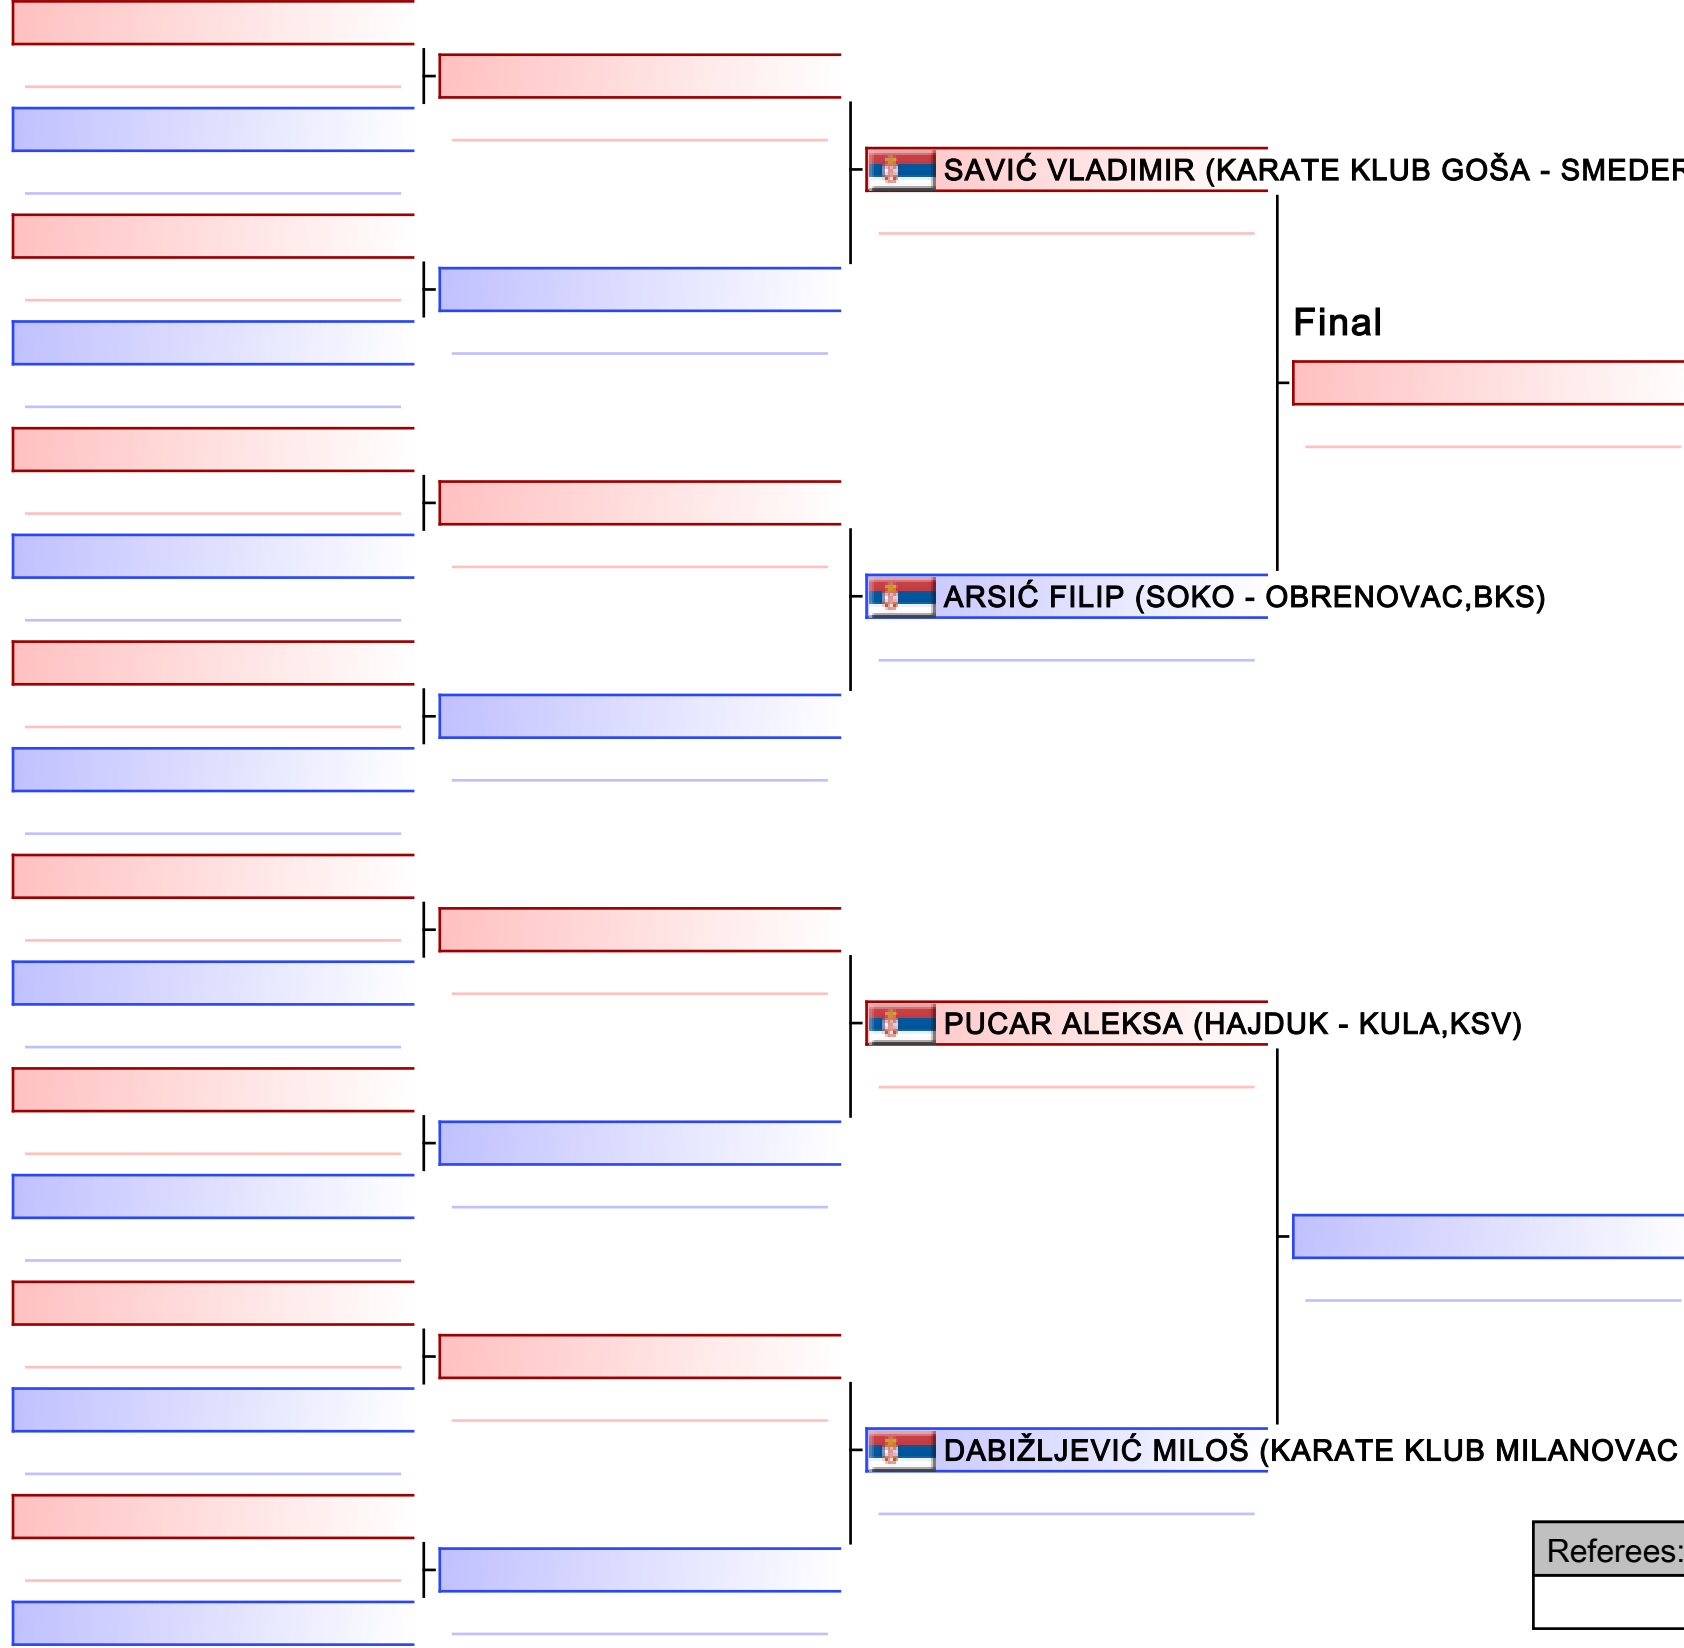 SAVIĆ VLADIMIR (KARATE KLUB GOŠA - SMEDER
Final
ARSIĆ FILIP (SOKO - OBRENOVAC,BKS)
PUCAR ALEKSA (HAJDUK - KULA,KSV)
DABIŽLJEVIĆ MILOŠ (KARATE KLUB MILANOVAC
Referees: